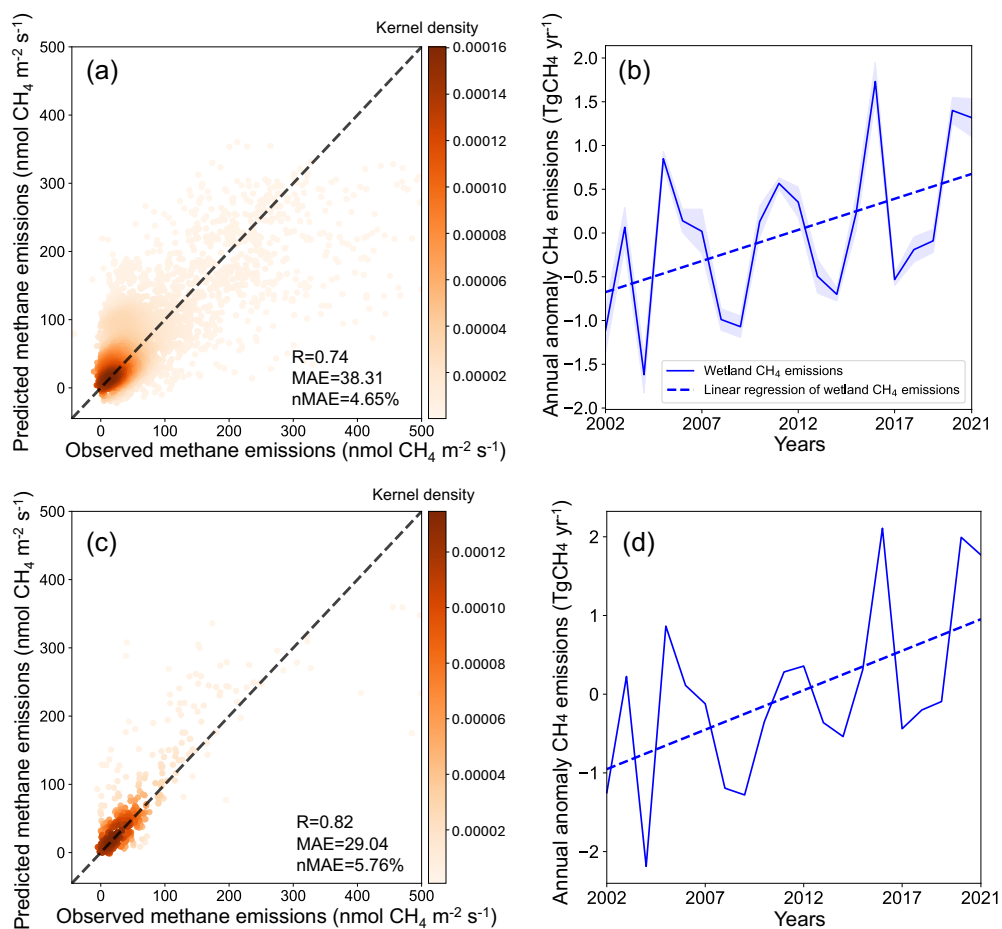 Kernel density
(a)
Predicted methane emissions (nmol CH4 m-2 s-1)
500
400
300
200
100
0
0 100 200 300 400 500
Observed methane emissions (nmol CH4 m-2 s-1)
R=0.74
MAE=38.31
nMAE=4.65%
0.00016
0.00014
0.00012
0.00010
0.00008
0.00006
0.00004
0.00002
(b)
Annual anomaly CH4 emissions (TgCH4 yr-1)
2.0
1.5
1.0
0.5
0.0
−0.5
−1.0
−1.5
−2.0
Wetland CH4 emissions
Linear regression of wetland CH4 emissions
2002 2007 2012 2017 2021
Years
Kernel density
(c)
Predicted methane emissions (nmol CH4 m-2 s-1)
500
400
300
200
100
0
0 100 200 300 400 500
Observed methane emissions (nmol CH4 m-2 s-1)
R=0.82
MAE=29.04
nMAE=5.76%
0.00012
0.00010
0.00008
0.00006
0.00004
0.00002
(d)
Annual anomaly CH4 emissions (TgCH4 yr-1)
2
1
0
−1
−2
2002 2007 2012 2017 2021
Years